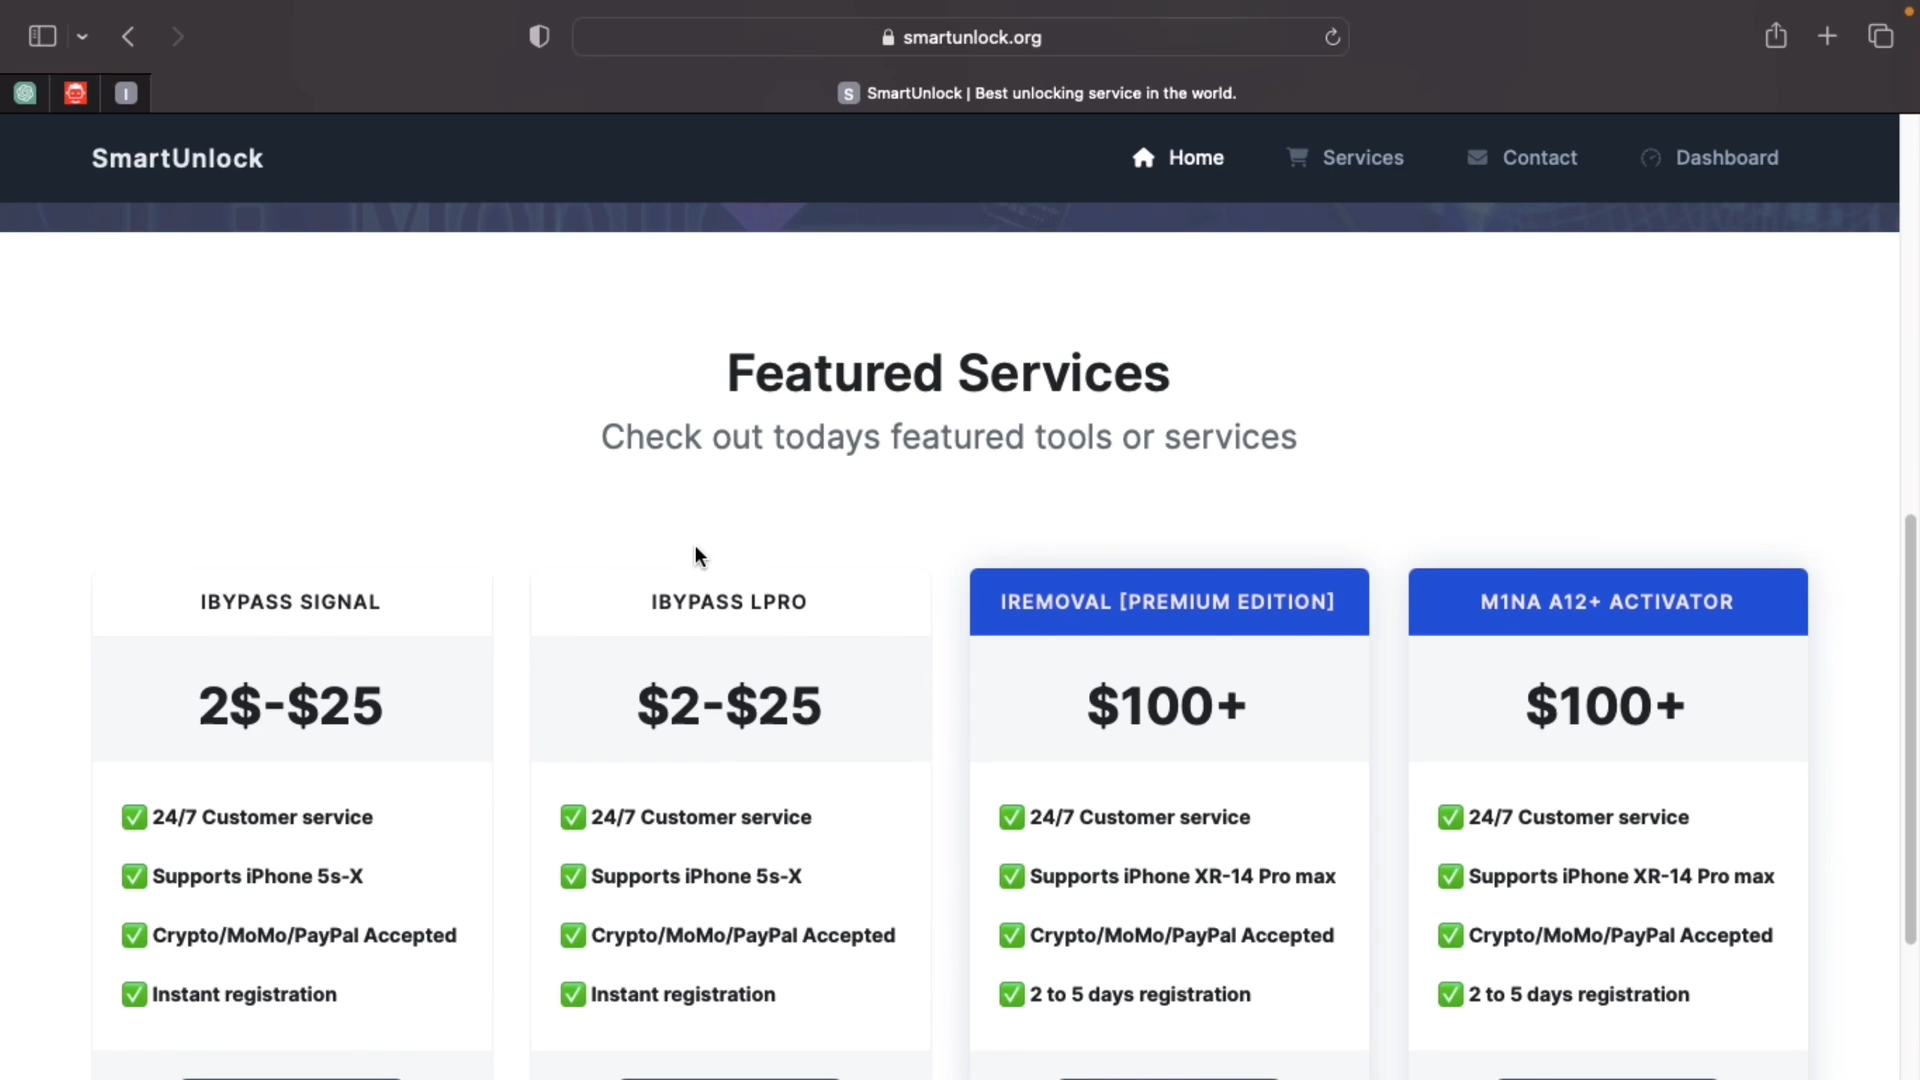 smartunlock.org
I
S SmartUnlock | Best unlocking service in the world.
SmartUnlock
Home
Services
Contact
Dashboard
Featured Services
Check out todays featured tools or services
IBYPASS SIGNAL
2$-$25
✅ 24/7 Customer service
✅ Supports iPhone 5s-X
✅ Crypto/MoMo/PayPal Accepted
✅ Instant registration
IBYPASS LPRO
$2-$25
✅ 24/7 Customer service
✅ Supports iPhone 5s-X
✅ Crypto/MoMo/PayPal Accepted
✅ Instant registration
IREMOVAL [PREMIUM EDITION]
$100+
✅ 24/7 Customer service
✅ Supports iPhone XR-14 Pro max
✅ Crypto/MoMo/PayPal Accepted
✅ 2 to 5 days registration
M1NA A12+ ACTIVATOR
$100+
✅ 24/7 Customer service
✅ Supports iPhone XR-14 Pro max
✅ Crypto/MoMo/PayPal Accepted
✅ 2 to 5 days registration